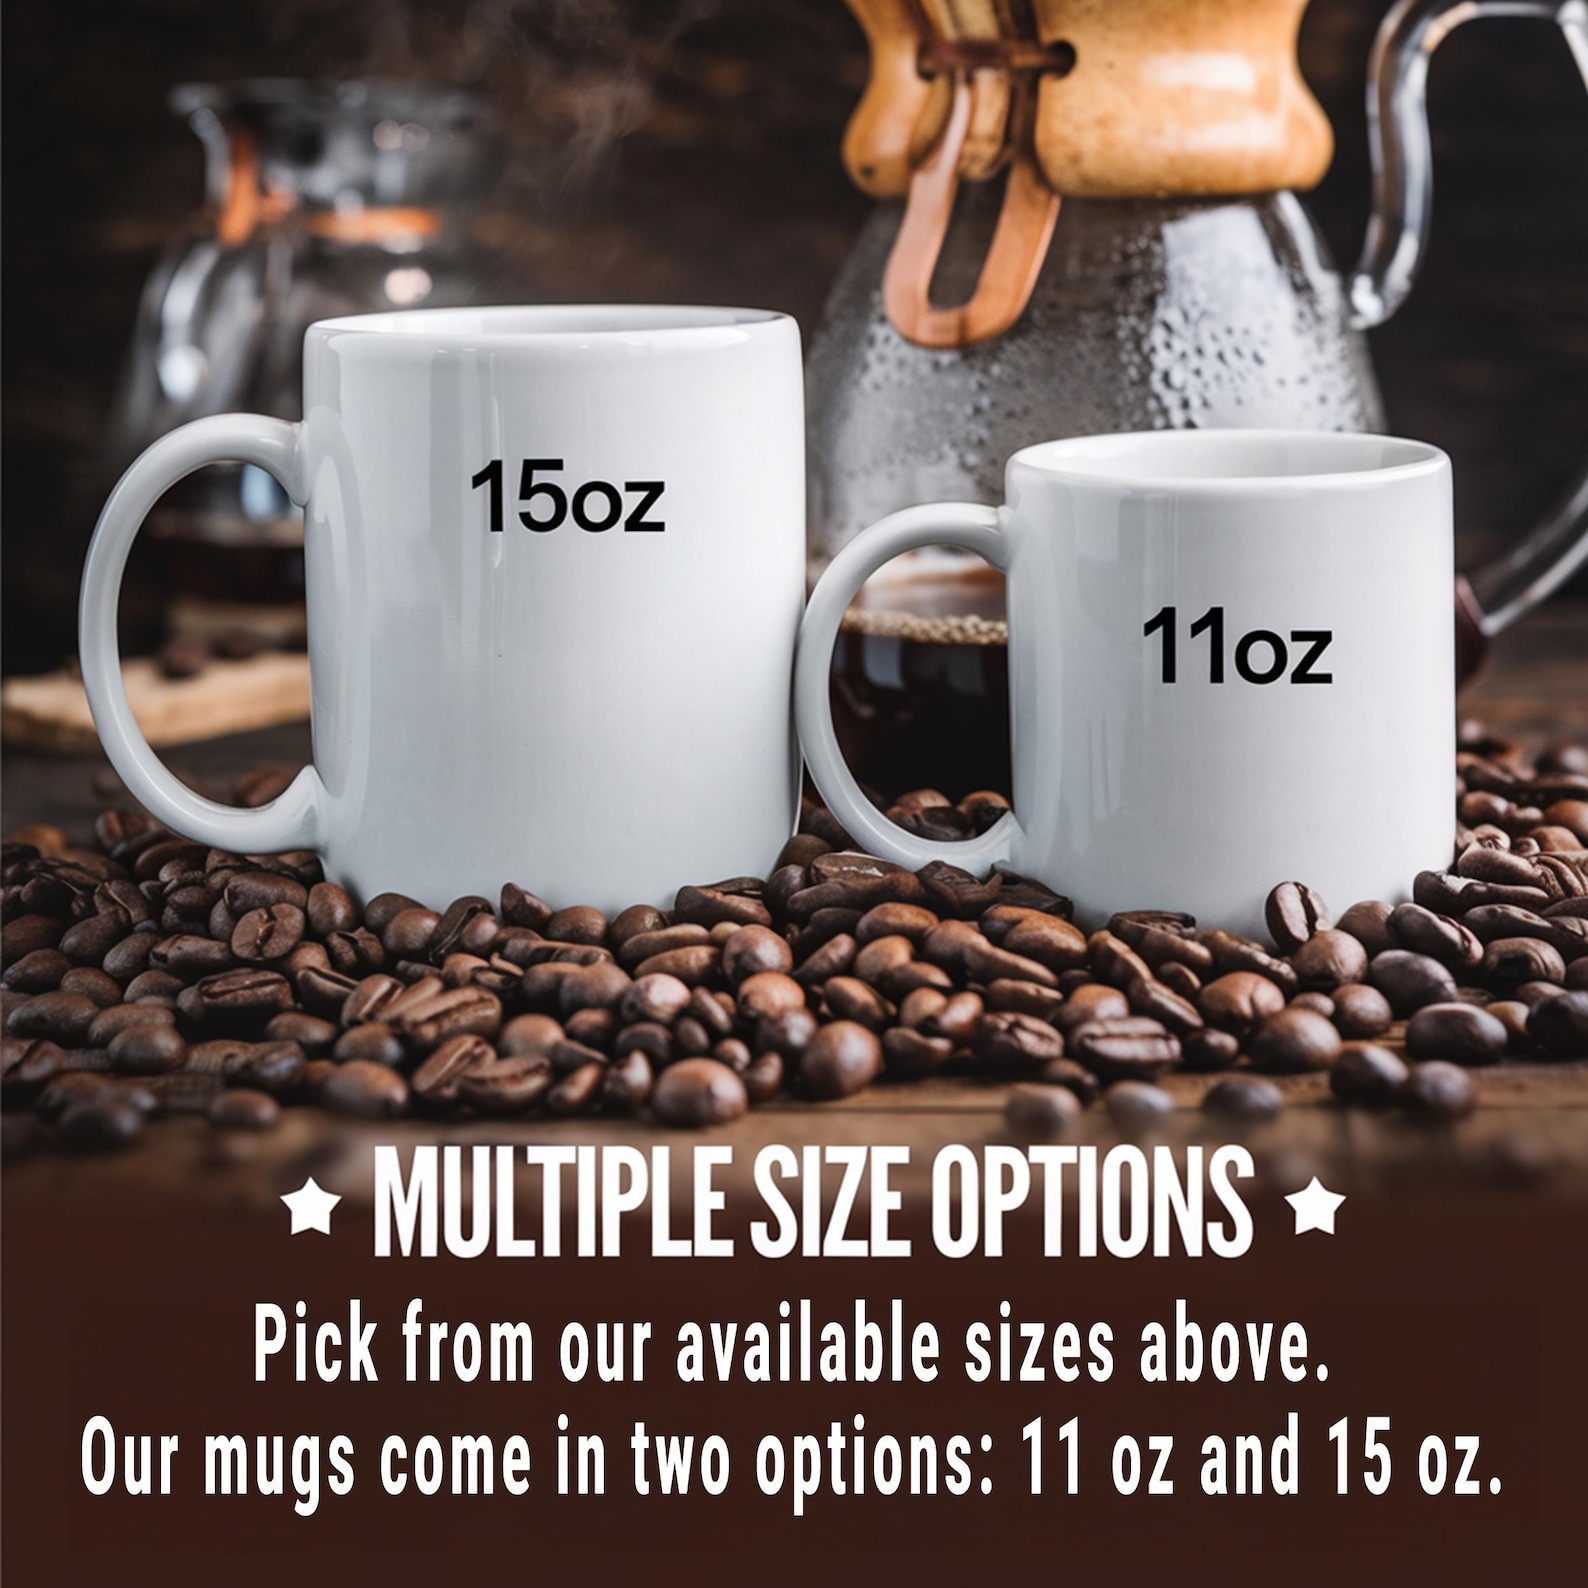 15oz
11oz
MULTIPLE SIZE OPTIONS
Pick from our available sizes above.
Our mugs come in two options: 11 oz and 15 oz.